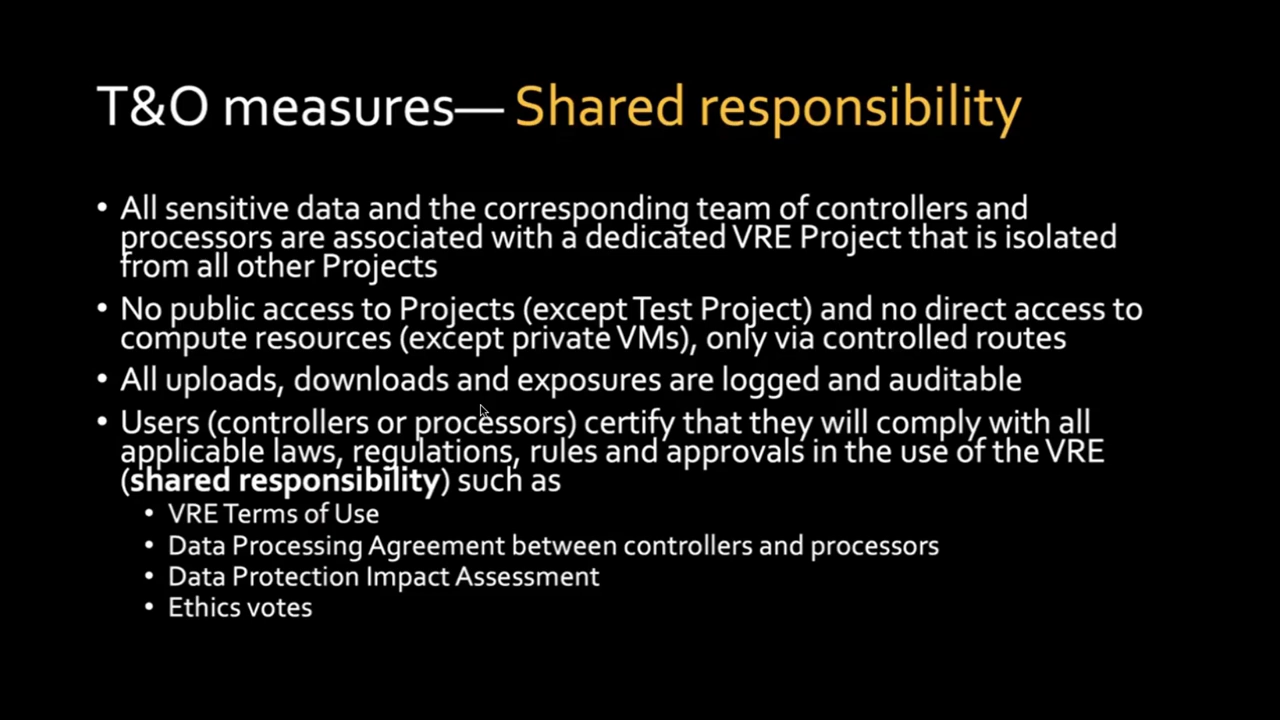 T&O measures— Shared responsibility
• All sensitive data and the corresponding team of controllers and
processors are associated with a dedicated VRE Project that is isolated
from all other Projects
• No public access to Projects (except Test Project) and no direct access to
compute resources (except private VMs), only via controlled routes
• All uploads, downloads and exposures are logged and auditable
• Users (controllers or processors) certify that they will comply with all
applicable laws, regulations, rules and approvals in the use of the VRE
(shared responsibility) such as
• VRE Terms of Use
• Data Processing Agreement between controllers and processors
• Data Protection Impact Assessment
• Ethics votes